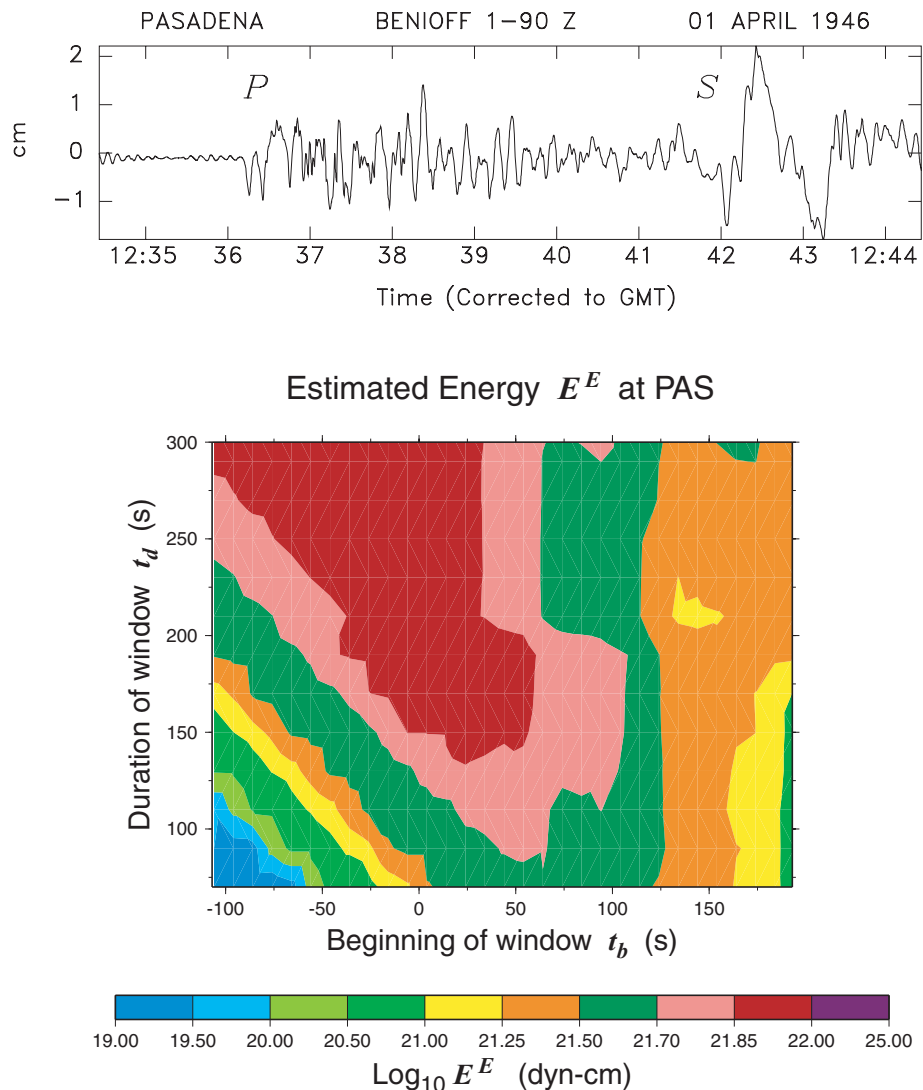 PASADENA BENIOFF 1-90 Z 01 APRIL 1946
2
1
0
-1
cm
P S
12:35 36 37 38 39 40 41 42 43 12:44
Time (Corrected to GMT)
Estimated Energy E^E at PAS
300
250
200
150
100
Duration of window t_d (s)
-100 -50 0 50 100 150
Beginning of window t_b (s)
19.00 19.50 20.00 20.50 21.00 21.25 21.50 21.70 21.85 22.00 25.00
Log₁₀ E^E (dyn-cm)